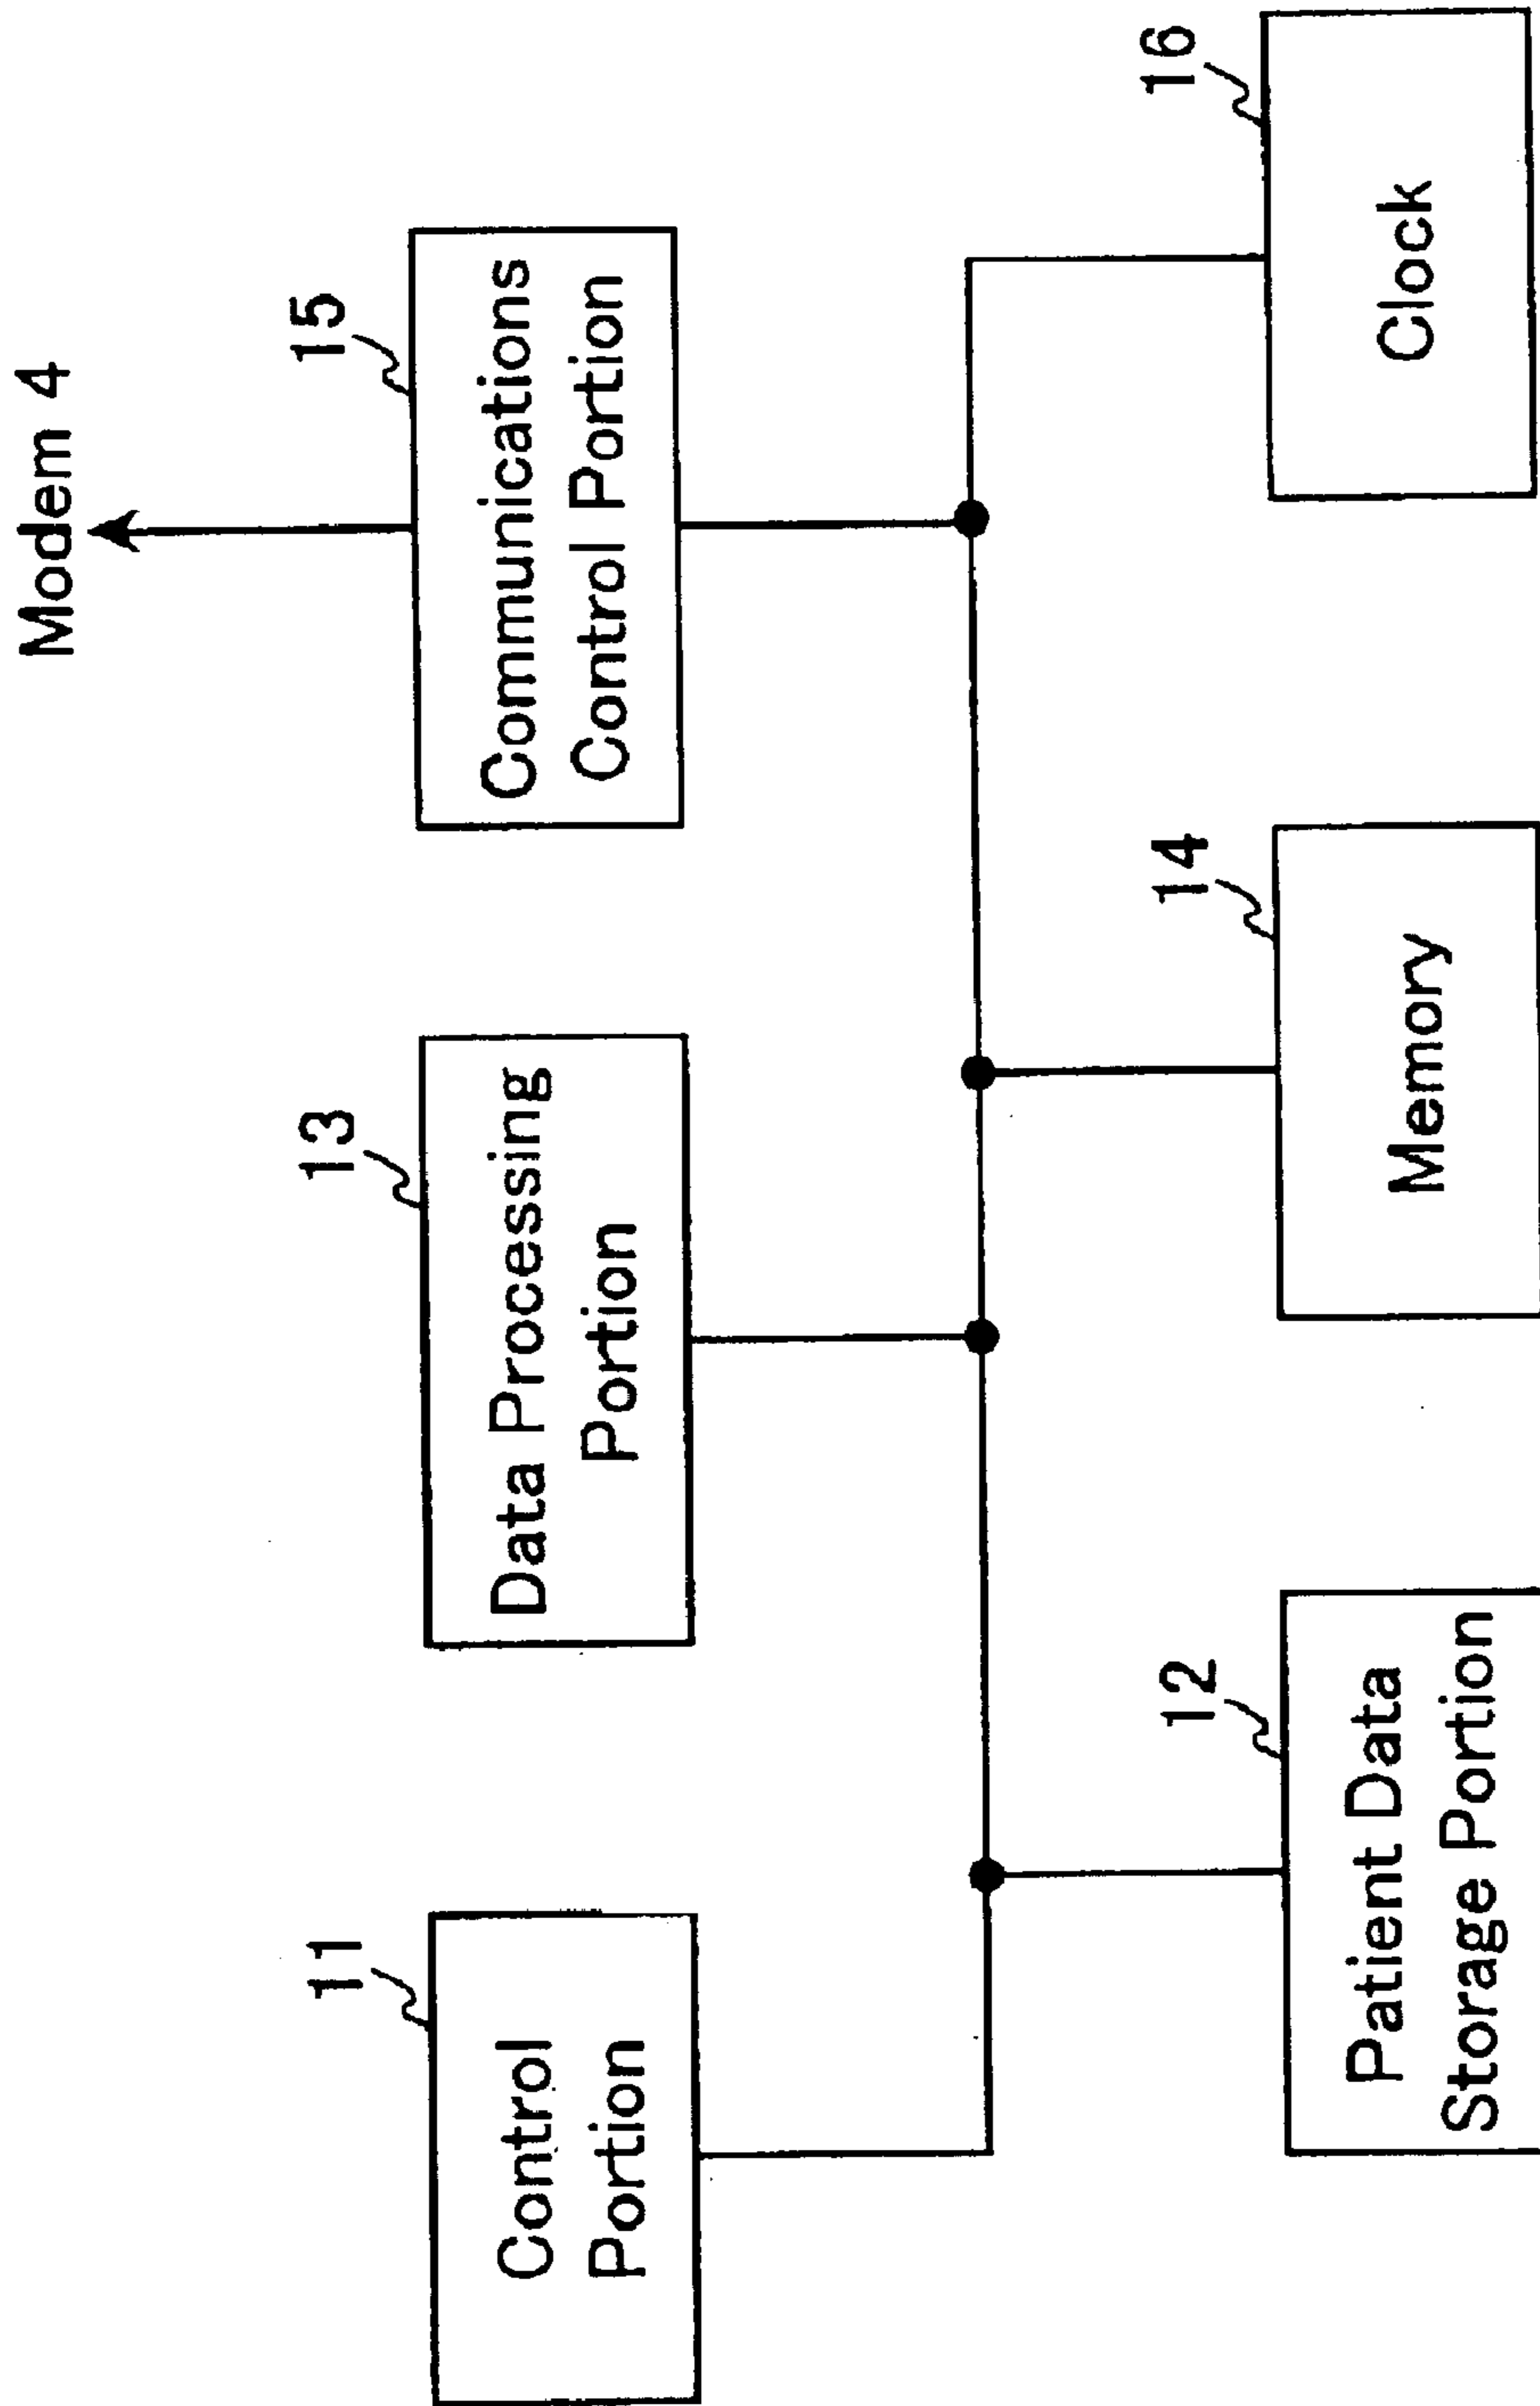 Modem 4
11
Control
Portion
13
Data Processing
Portion
15
Communications
Control Portion
12
Patient Data
Storage Portion
14
Memory
16
Clock